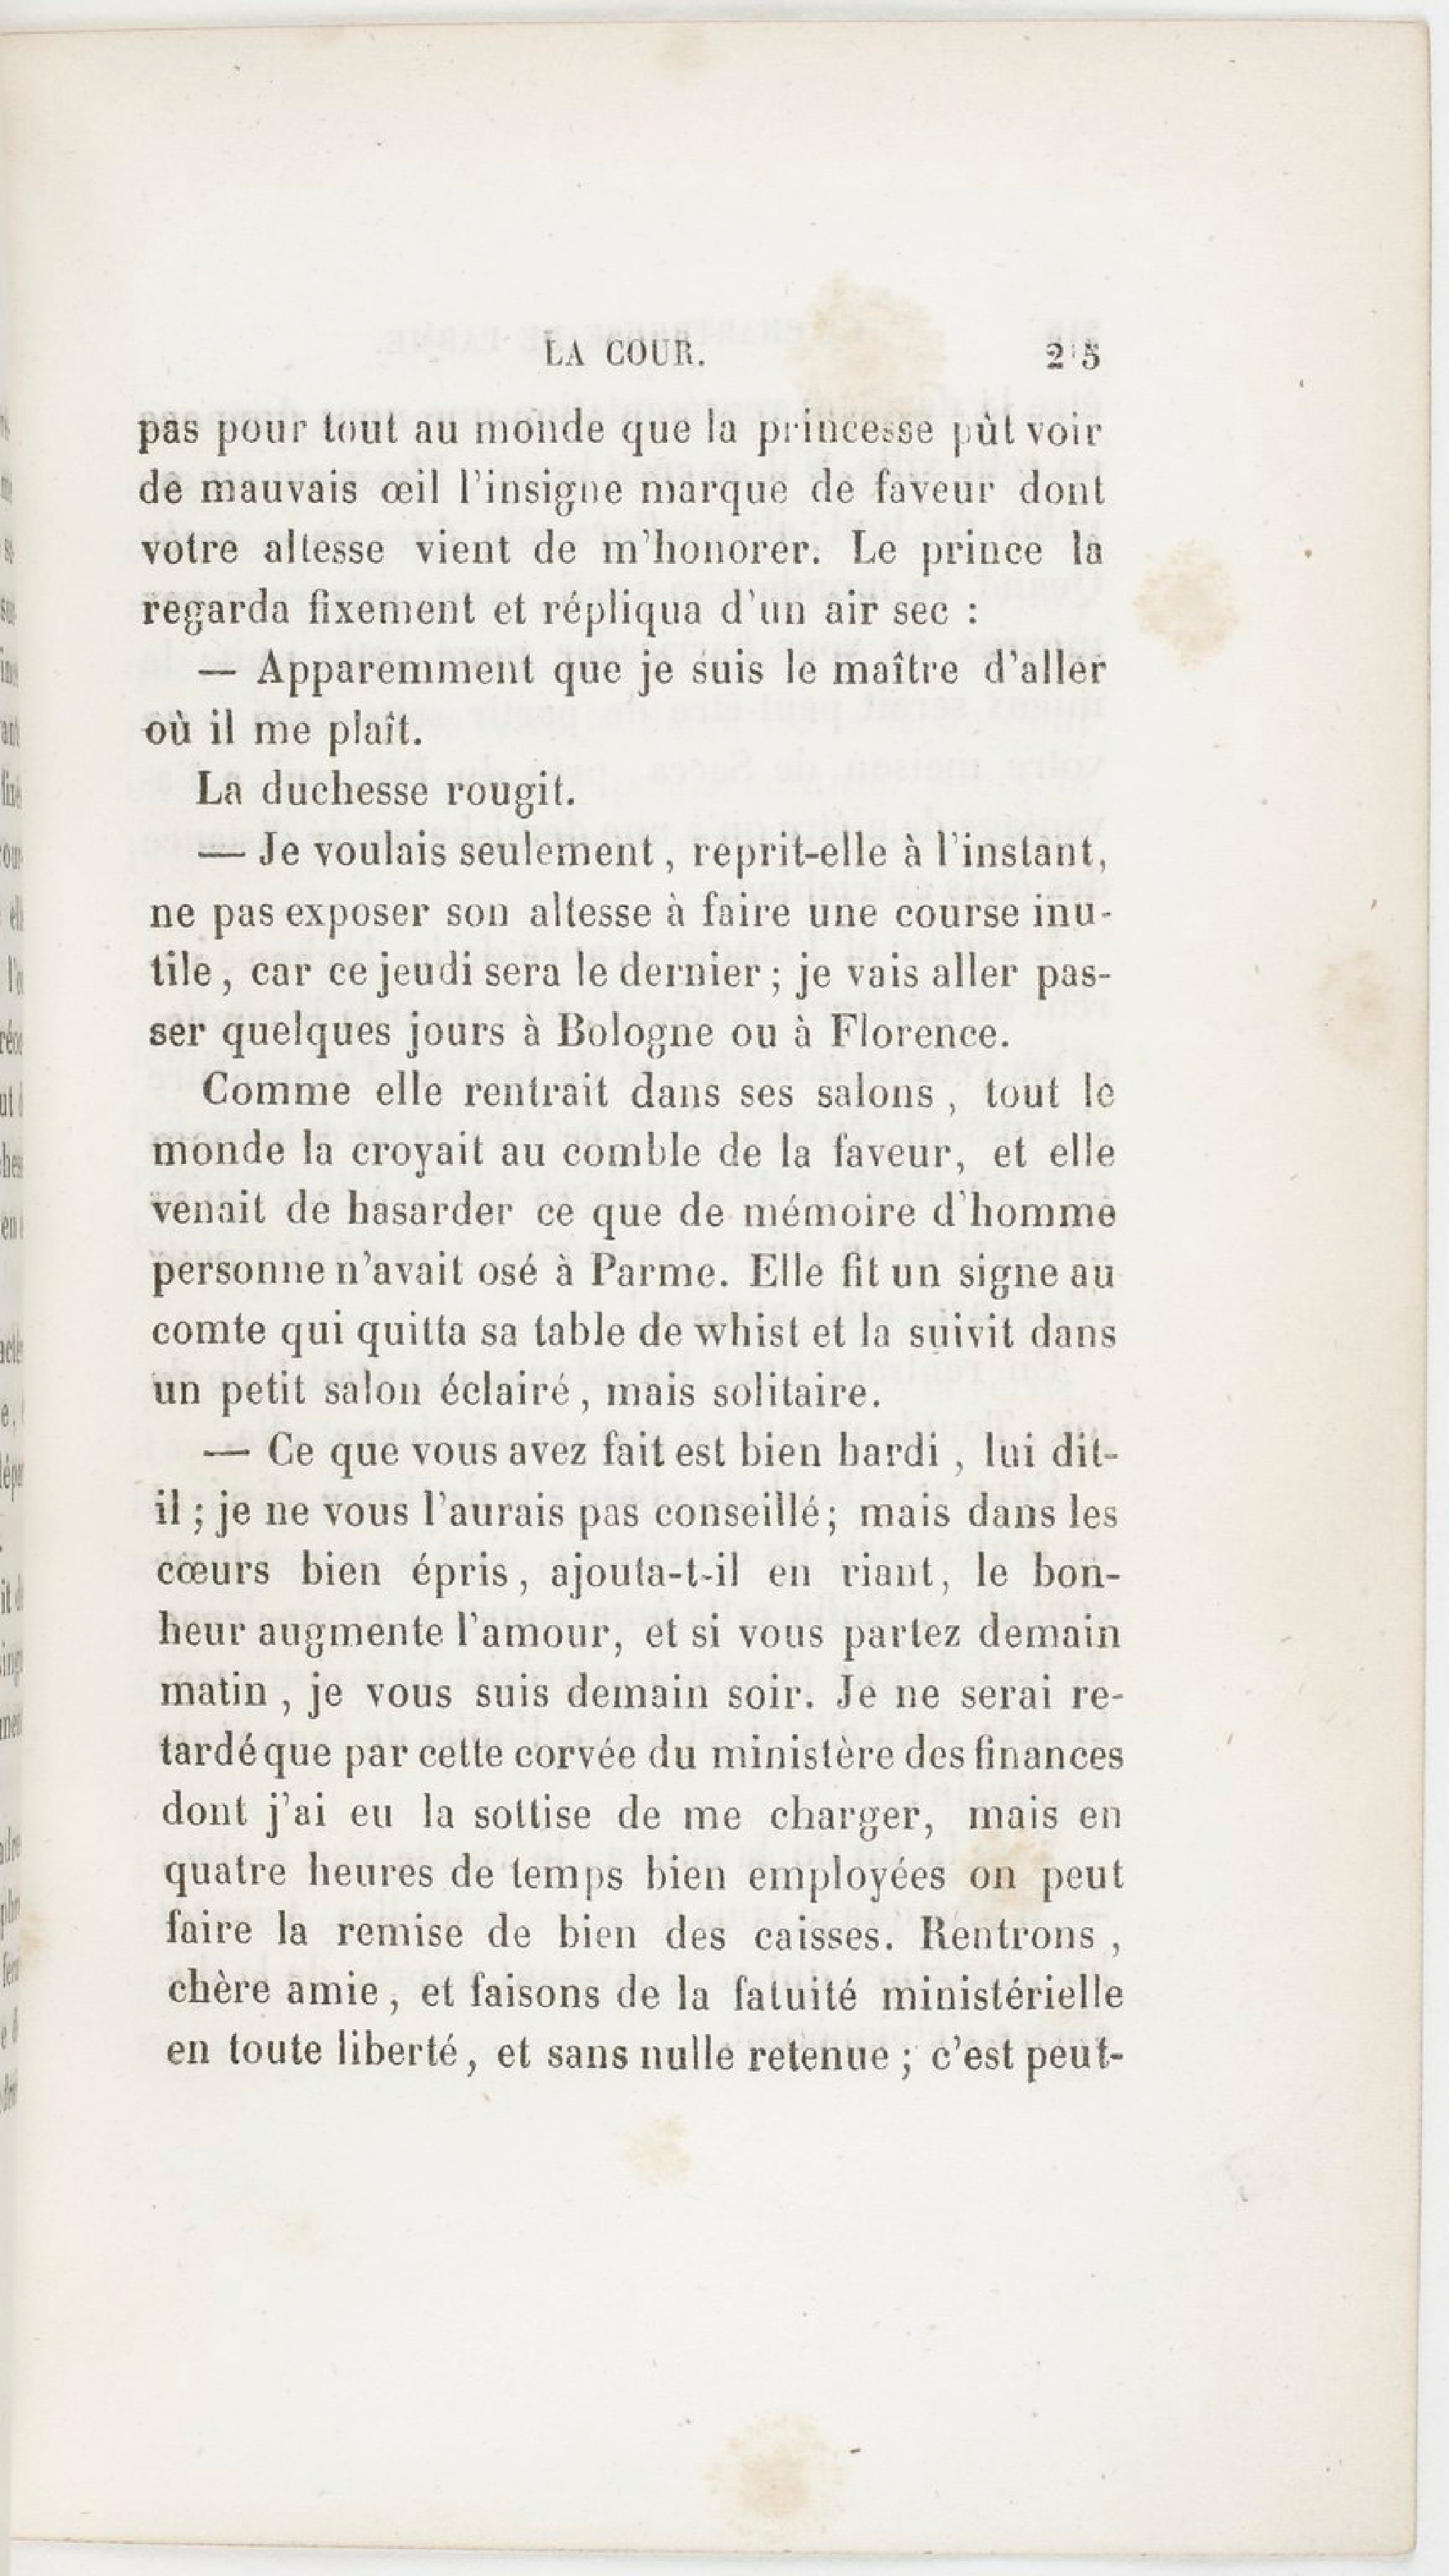 LA COUR. 2 5
pas pour tout au monde que la princesse pût voir
de mauvais œil l'insigne marque de faveur dont
votre altesse vient de m'honorer. Le prince la
regarda fixement et répliqua d'un air sec :
— Apparemment que je suis le maître d'aller
où il me plaît.
La duchesse rougit.
— Je voulais seulement, reprit-elle à l'instant,
ne pas exposer son altesse à faire une course inu-
tile, car ce jeudi sera le dernier ; je vais aller pas-
ser quelques jours à Bologne ou à Florence.
Comme elle rentrait dans ses salons, tout le
monde la croyait au comble de la faveur, et elle
venait de hasarder ce que de mémoire d'homme
personne n'avait osé à Parme. Elle fit un signe au
comte qui quitta sa table de whist et la suivit dans
un petit salon éclairé, mais solitaire.
— Ce que vous avez fait est bien hardi, lui dit-
il ; je ne vous l'aurais pas conseillé; mais dans les
cœurs bien épris, ajouta-t-il en riant, le bon-
heur augmente l'amour, et si vous partez demain
matin, je vous suis demain soir. Je ne serai re-
tardé que par cette corvée du ministère des finances
dont j'ai eu la sottise de me charger, mais en
quatre heures de temps bien employées on peut
faire la remise de bien des caisses. Rentrons,
chère amie, et faisons de la fatuité ministérielle
en toute liberté, et sans nulle retenue ; c'est peut-